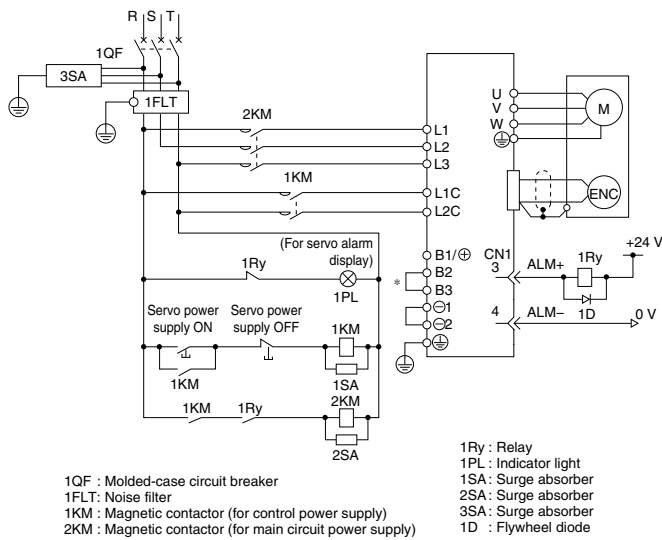 R S T
1QF
3SA
1FLT
2KM
L1
L2
L3
1KM
L1C
L2C
U
V
W
M
ENC
(For servo alarm
display)
1Ry
1PL
B1/⊕
B2
B3
*
⊖1
⊖2
CN1
3
ALM+
1Ry
+24 V
4
ALM−
1D
0 V
Servo power
supply ON
Servo power
supply OFF
1KM
1KM
1SA
1KM
1Ry
2KM
2SA
1QF : Molded-case circuit breaker
1FLT: Noise filter
1KM : Magnetic contactor (for control power supply)
2KM : Magnetic contactor (for main circuit power supply)
1Ry : Relay
1PL : Indicator light
1SA : Surge absorber
2SA : Surge absorber
3SA : Surge absorber
1D : Flywheel diode